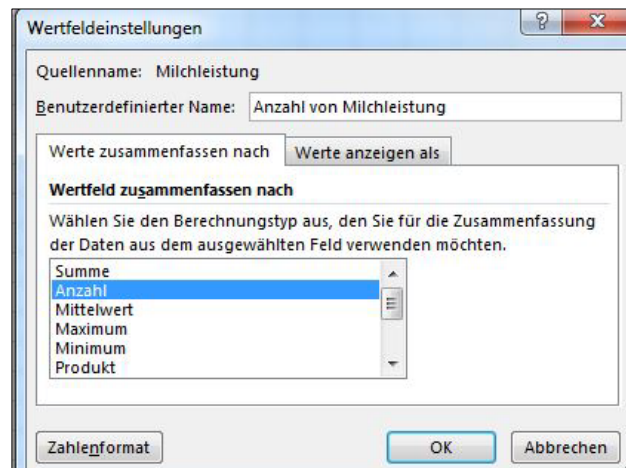 Wertfeldeinstellungen
Quellenname: Milchleistung
Benutzerdefinierter Name: Anzahl von Milchleistung
Werte zusammenfassen nach Werte anzeigen als
Wertfeld zusammenfassen nach
Wählen Sie den Berechnungstyp aus, den Sie für die Zusammenfassung
der Daten aus dem ausgewählten Feld verwenden möchten.
Summe
Anzahl
Mittelwert
Maximum
Minimum
Produkt
Zahlenformat OK Abbrechen